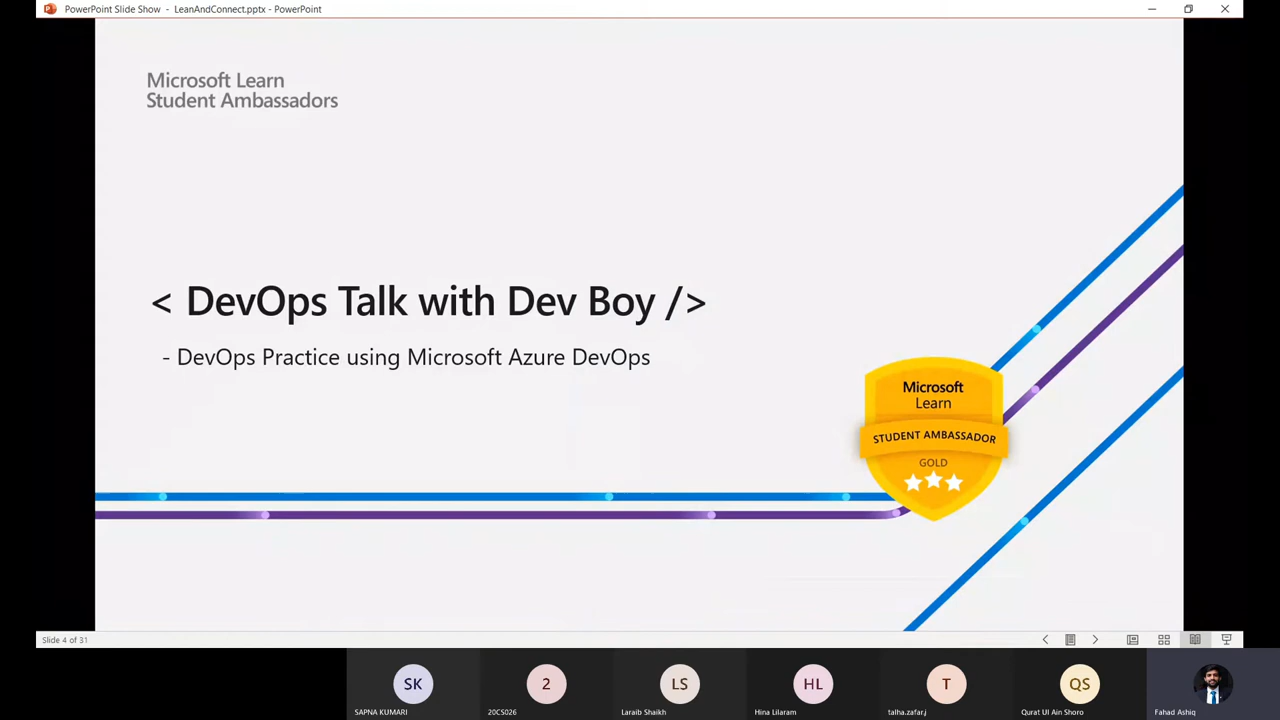 PowerPoint Slide Show - LeanAndConnect.pptx - PowerPoint
Microsoft Learn
Student Ambassadors
< DevOps Talk with Dev Boy />
- DevOps Practice using Microsoft Azure DevOps
Microsoft
Learn
STUDENT AMBASSADOR
GOLD
Slide 4 of 31
SK
2
LS
HL
T
QS
SAPNA KUMARI
20CS026
Laraib Shaikh
Hina Lilaram
talha.zafar.j
Qurat Ul Ain Shoro
Fahad Ashiq